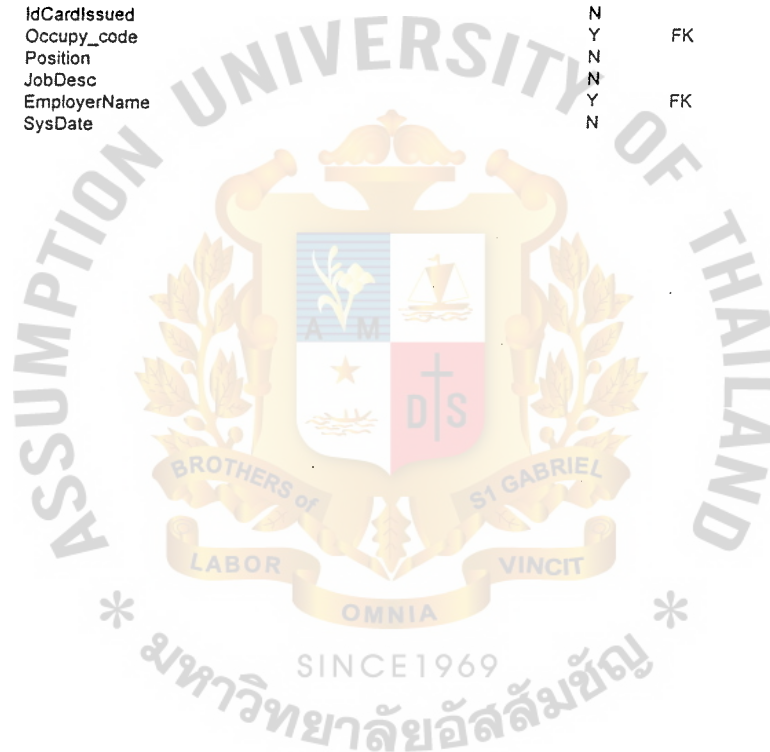 IdCardIssued N
Occupy_code Y FK
Position N
JobDesc N
EmployerName Y FK
SysDate N
ASSUMPTION UNIVERSITY OF THAILAND
A M
D S
BROTHERS of S1 GABRIEL
LABOR VINCIT
OMNIA
* SINCE1969 *
มหาวิทยาลัยอัสสัมชัญ